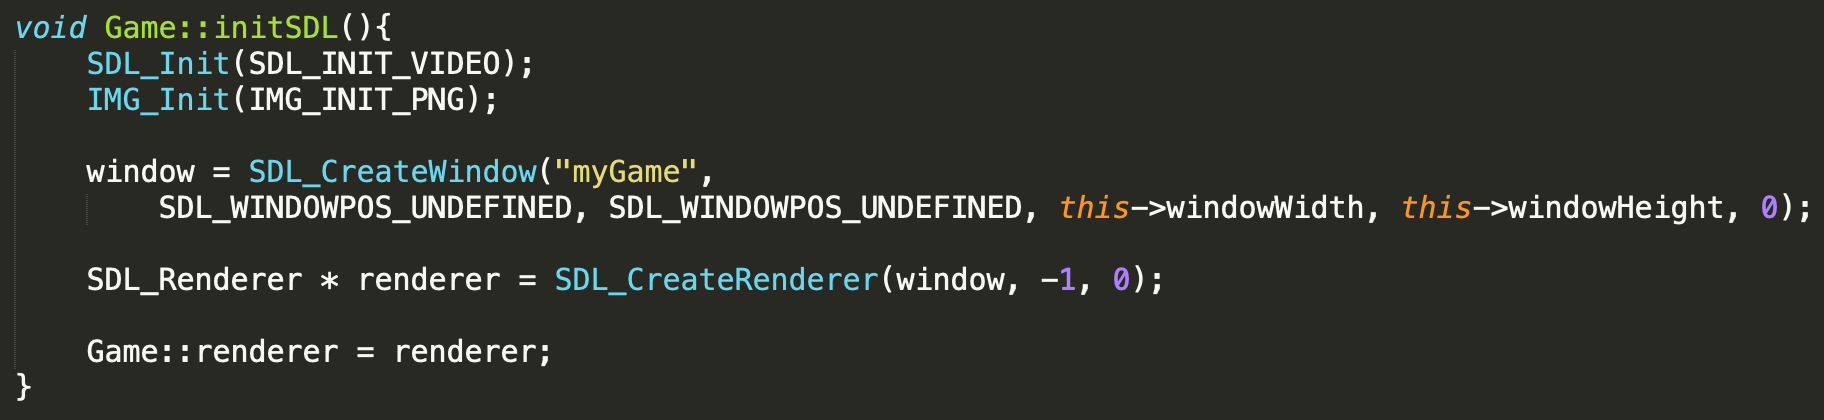 void Game::initSDL(){
    SDL_Init(SDL_INIT_VIDEO);
    IMG_Init(IMG_INIT_PNG);

    window = SDL_CreateWindow("myGame",
        SDL_WINDOWPOS_UNDEFINED, SDL_WINDOWPOS_UNDEFINED, this->windowWidth, this->windowHeight, 0);

    SDL_Renderer * renderer = SDL_CreateRenderer(window, -1, 0);

    Game::renderer = renderer;
}